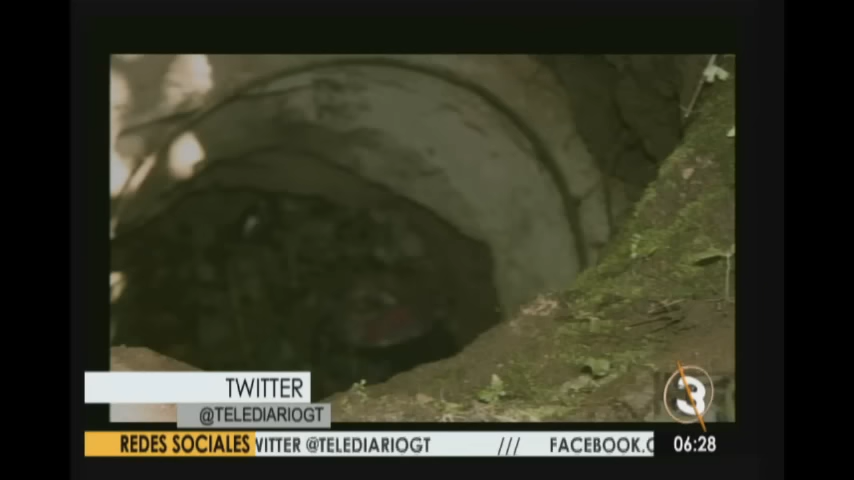 TWITTER
@TELEDIARIOGT
3
REDES SOCIALES
WITTER @TELEDIARIOGT /// FACEBOOK.C
06:28